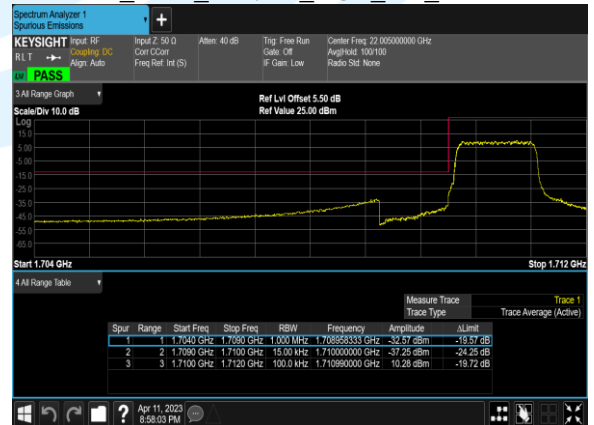 Spectrum Analyzer 1
Spurious Emissions
+
KEYSIGHT Input: RF Input Z: 50 Ω Atten: 40 dB Trig: Free Run Center Freq: 22.005000000 GHz
RLT Coupling: DC Corr CCorr Gate: Off Avg|Hold: 100/100
Align: Auto Freq Ref: Int (S) IF Gain: Low Radio Std: None
LV PASS
3 All Range Graph
Ref Lvl Offset 5.50 dB
Scale/Div 10.0 dB Ref Value 25.00 dBm
Log
15.0
5.00
-5.00
-15.0
-25.0
-35.0
-45.0
-55.0
-65.0
Start 1.704 GHz Stop 1.712 GHz
4 All Range Table
Measure Trace Trace 1
Trace Type Trace Average (Active)
Spur Range Start Freq Stop Freq RBW Frequency Amplitude ΔLimit
1 1 1.7040 GHz 1.7090 GHz 1.000 MHz 1.708958333 GHz -32.57 dBm -19.57 dB
2 2 1.7090 GHz 1.7100 GHz 15.00 kHz 1.710000000 GHz -37.25 dBm -24.25 dB
3 3 1.7100 GHz 1.7120 GHz 100.0 kHz 1.710990000 GHz 10.28 dBm -19.72 dB
? Apr 11, 2023
8:58:03 PM